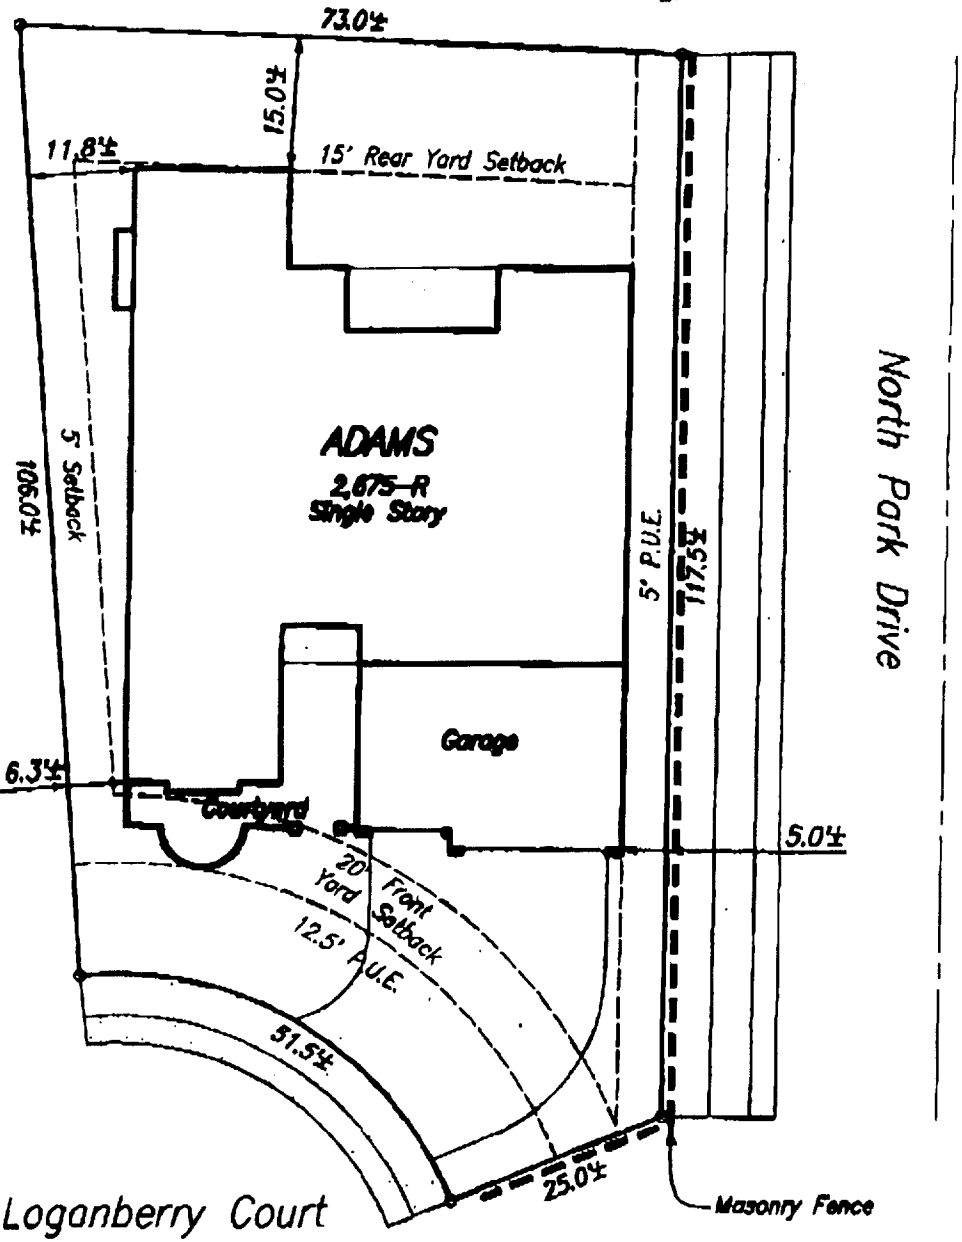 73.0'±
15.0'±
11.8'±
15' Rear Yard Setback
5' Setback
106.0'±
ADAMS
2,675-R
Single Story
5' P.U.E.
117.5'±
North Park Drive
Garage
6.3'±
Courtyard
5.0'±
20' Front
Yard Setback
12.5' P.U.E.
51.5'±
25.0'±
Masonry Fence
Loganberry Court